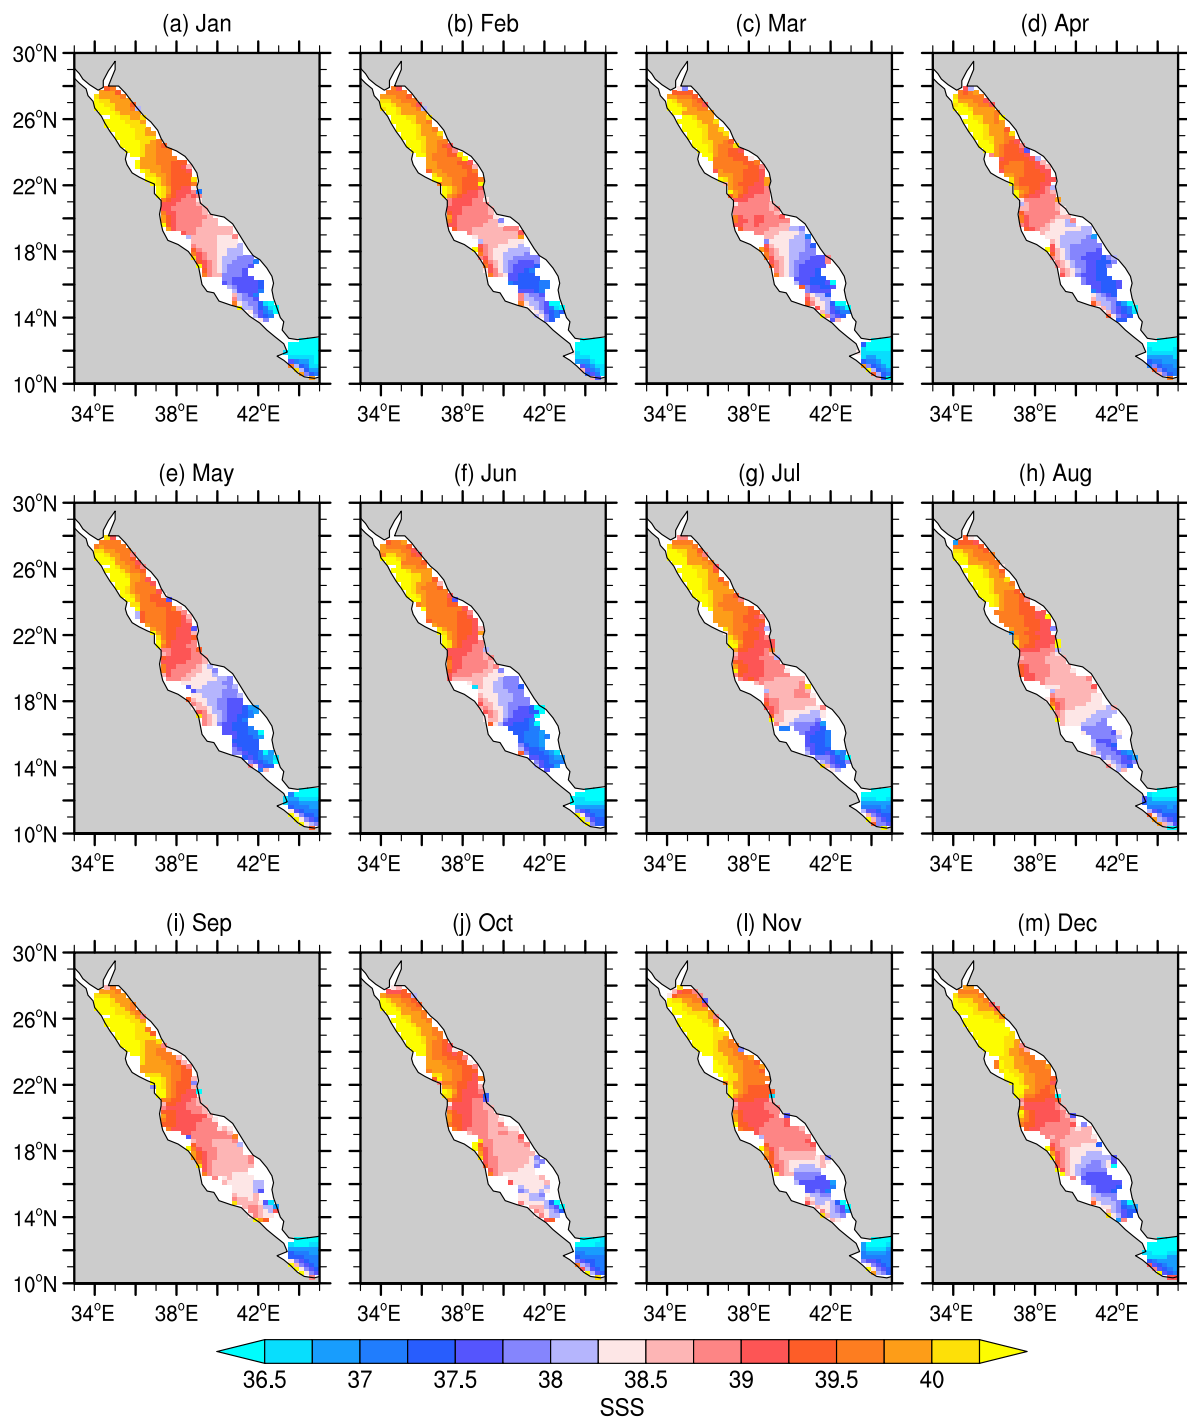 (a) Jan (b) Feb (c) Mar (d) Apr
30°N
26°N
22°N
18°N
14°N
10°N
34°E 38°E 42°E 34°E 38°E 42°E 34°E 38°E 42°E 34°E 38°E 42°E
(e) May (f) Jun (g) Jul (h) Aug
30°N
26°N
22°N
18°N
14°N
10°N
34°E 38°E 42°E 34°E 38°E 42°E 34°E 38°E 42°E 34°E 38°E 42°E
(i) Sep (j) Oct (l) Nov (m) Dec
30°N
26°N
22°N
18°N
14°N
10°N
34°E 38°E 42°E 34°E 38°E 42°E 34°E 38°E 42°E 34°E 38°E 42°E
36.5 37 37.5 38 38.5 39 39.5 40
SSS